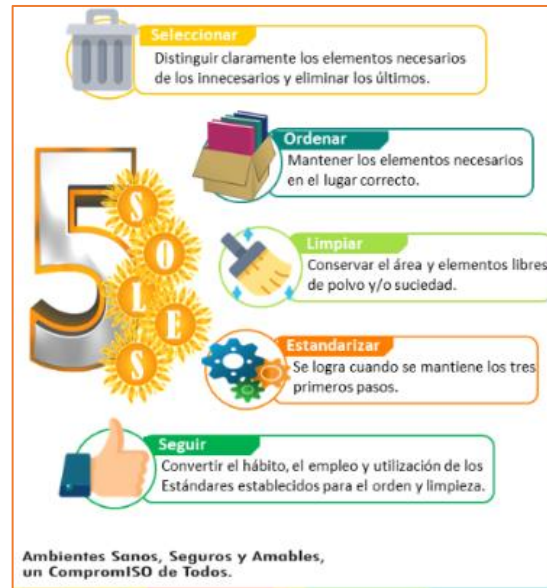 Seleccionar
Distinguir claramente los elementos necesarios
de los innecesarios y eliminar los últimos.
Ordenar
Mantener los elementos necesarios
en el lugar correcto.
5
S
O
L
E
S
Limpiar
Conservar el área y elementos libres
de polvo y/o suciedad.
Estandarizar
Se logra cuando se mantiene los tres
primeros pasos.
Seguir
Convertir el hábito, el empleo y utilización de los
Estándares establecidos para el orden y limpieza.
Ambientes Sanos, Seguros y Amables,
un CompromISO de Todos.